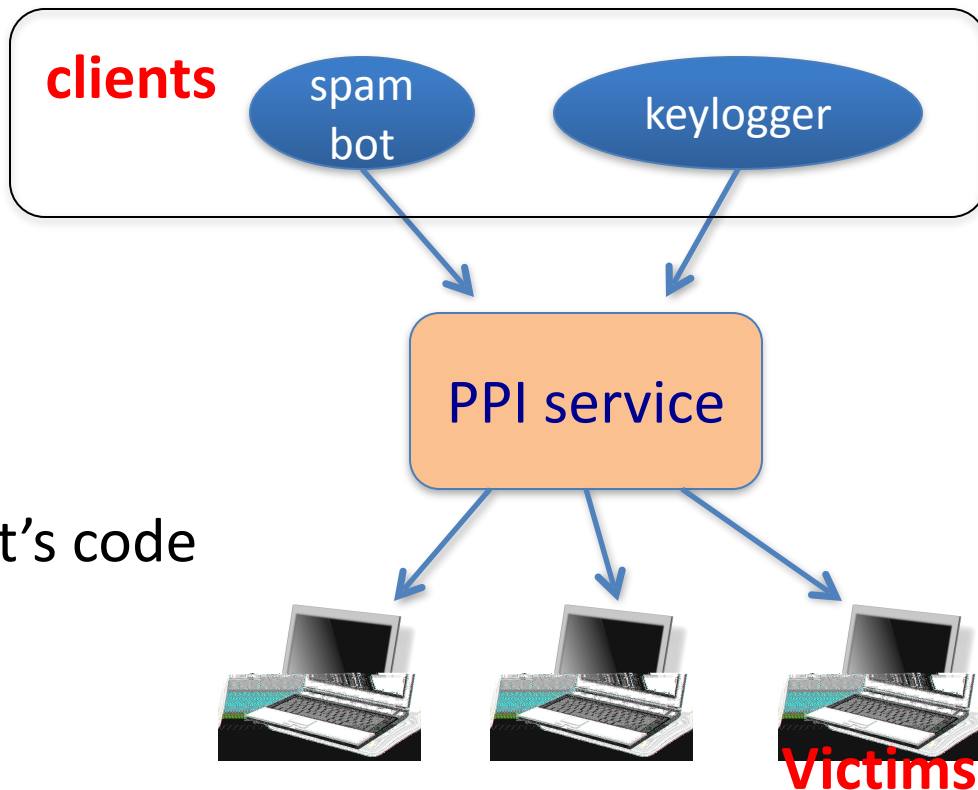 clients
spam
bot
keylogger
PPI service
t’s code
Victims